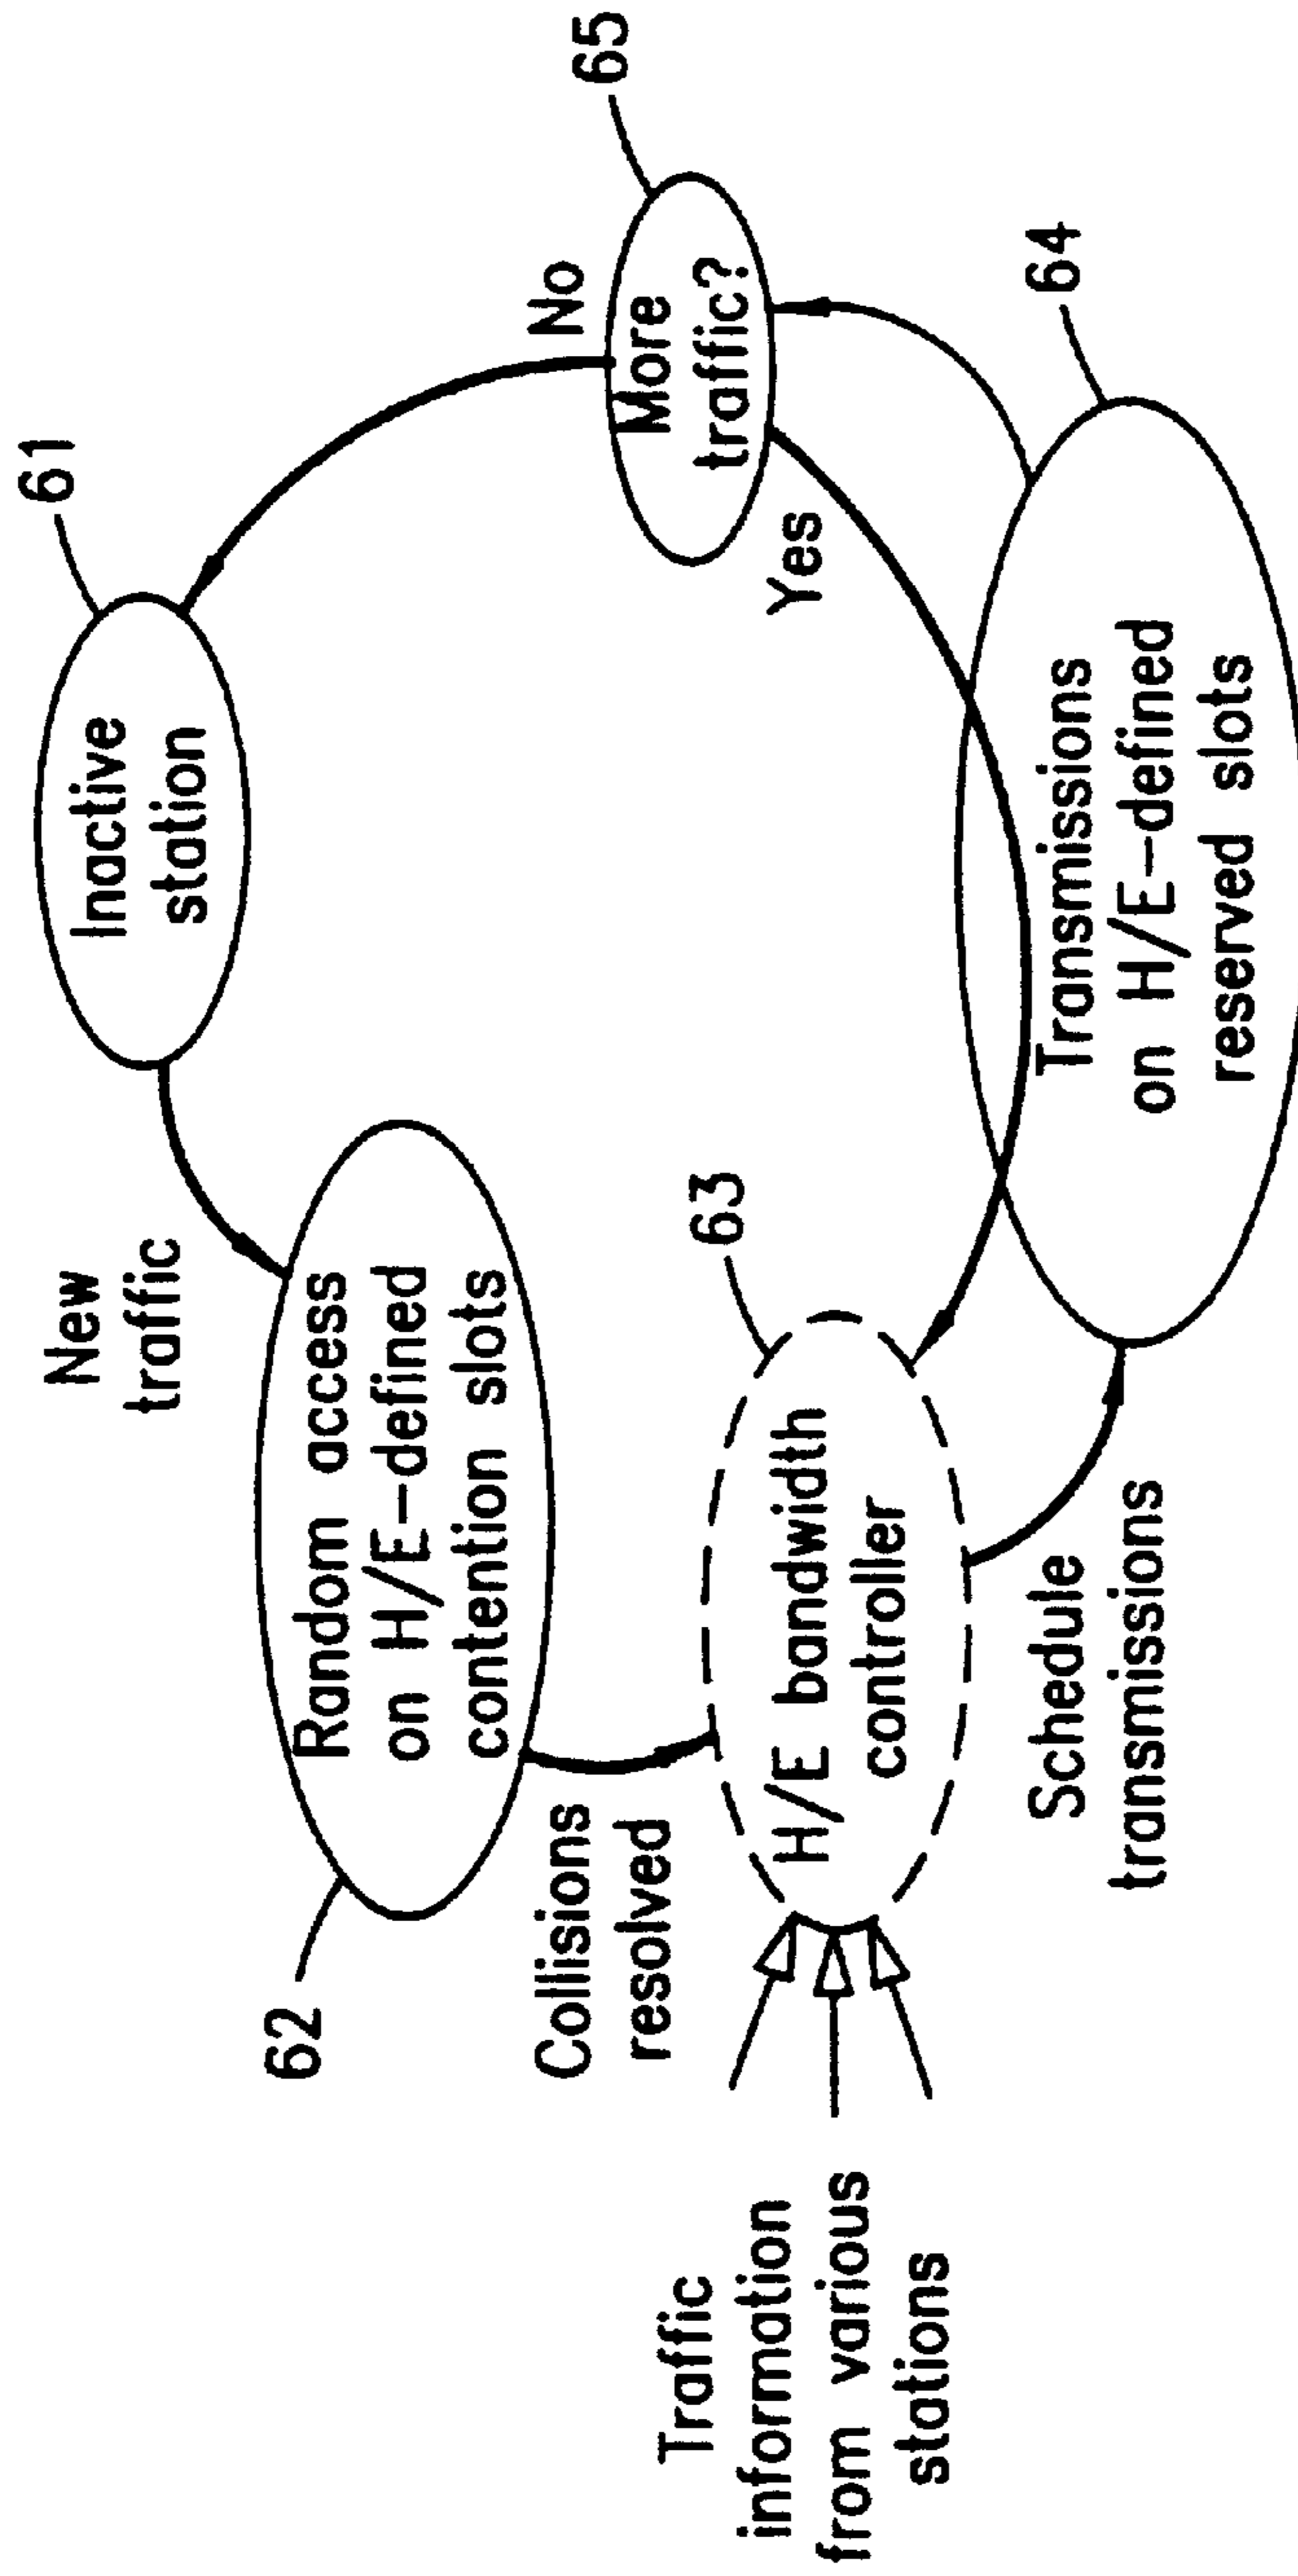 61
Inactive
station
New
traffic
62
Random access
on H/E-defined
contention slots
No
65
More
traffic?
Yes
Collisions
resolved
63
H/E bandwidth
controller
Traffic
information
from various
stations
Schedule
transmissions
64
Transmissions
on H/E-defined
reserved slots